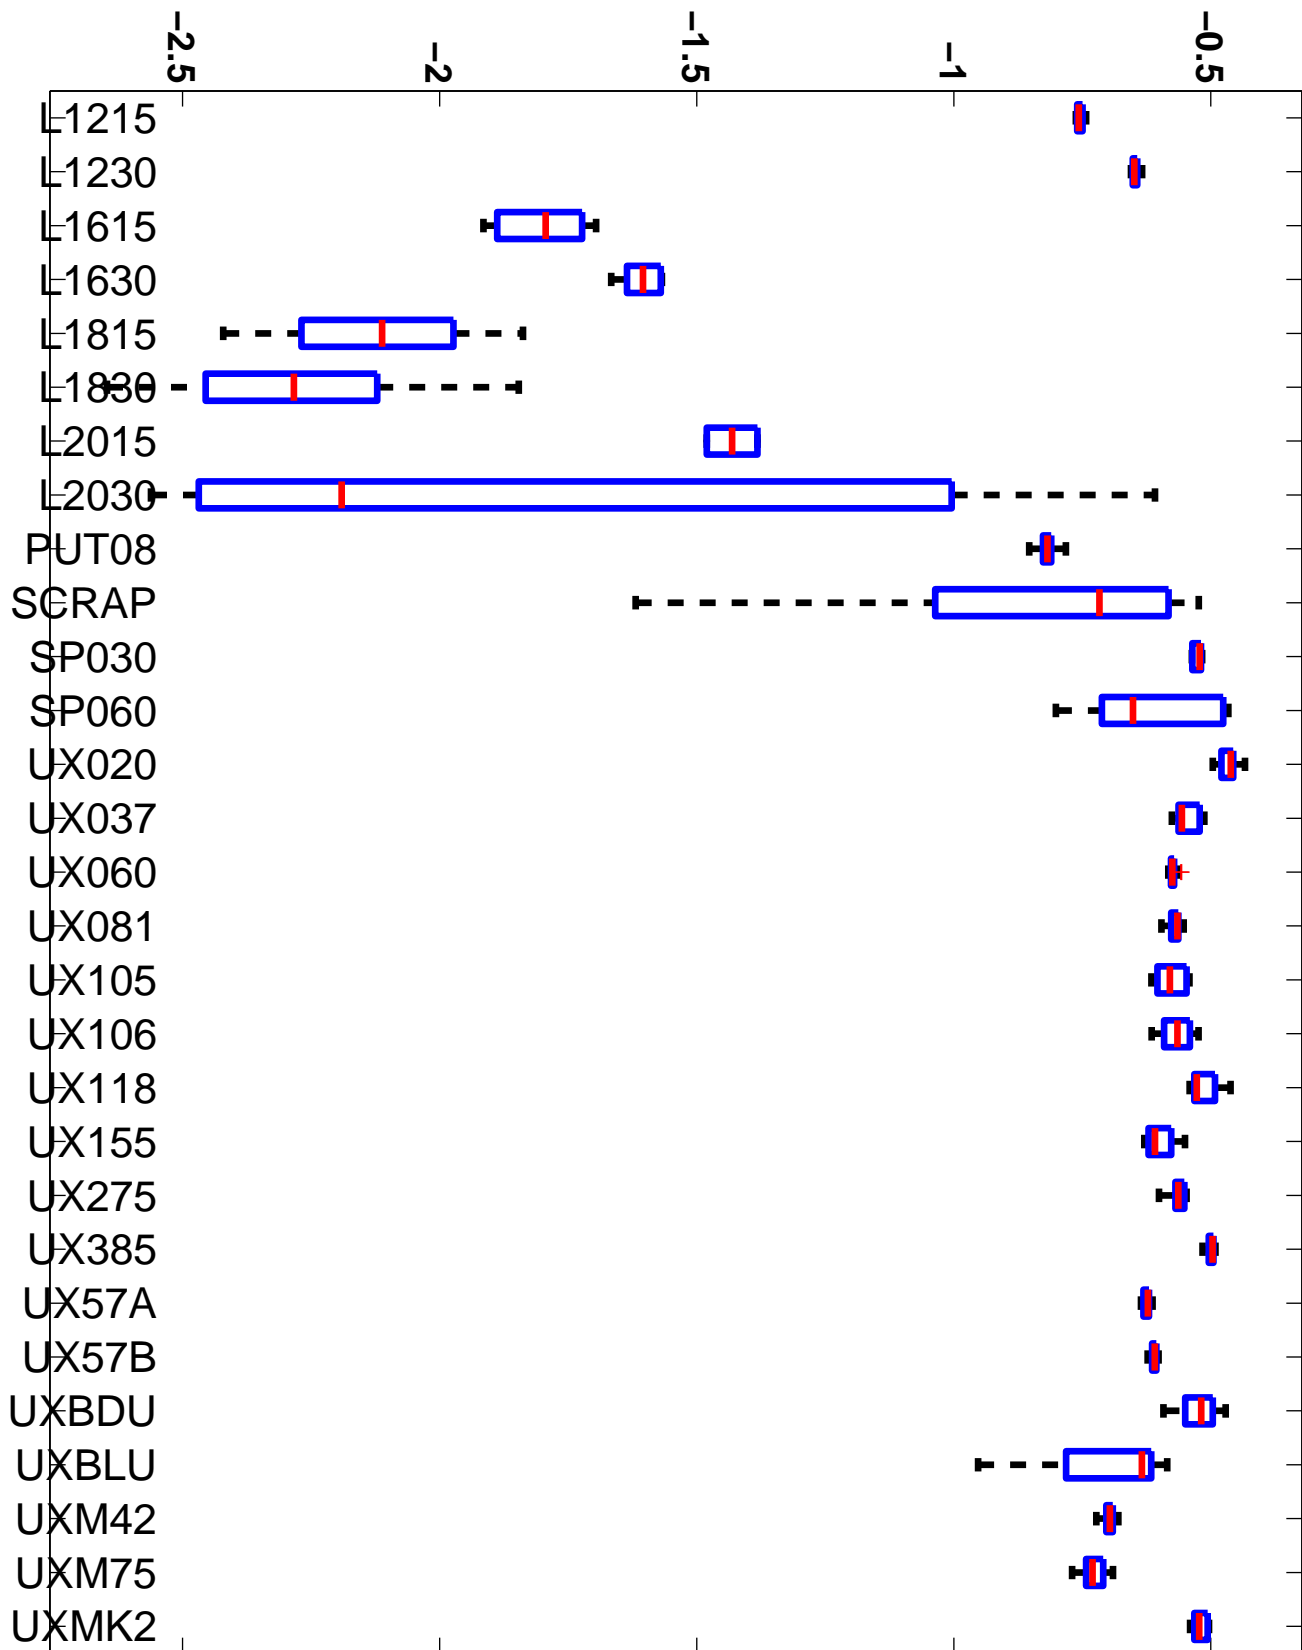 −2.5 −2 −1.5 −1 −0.5
L1215
L1230
L1615
L1630
L1815
L1830
L2015
L2030
PUT08
SCRAP
SP030
SP060
UX020
UX037
UX060
UX081
UX105
UX106
UX118
UX155
UX275
UX385
UX57A
UX57B
UXBDU
UXBLU
UXM42
UXM75
UXMK2